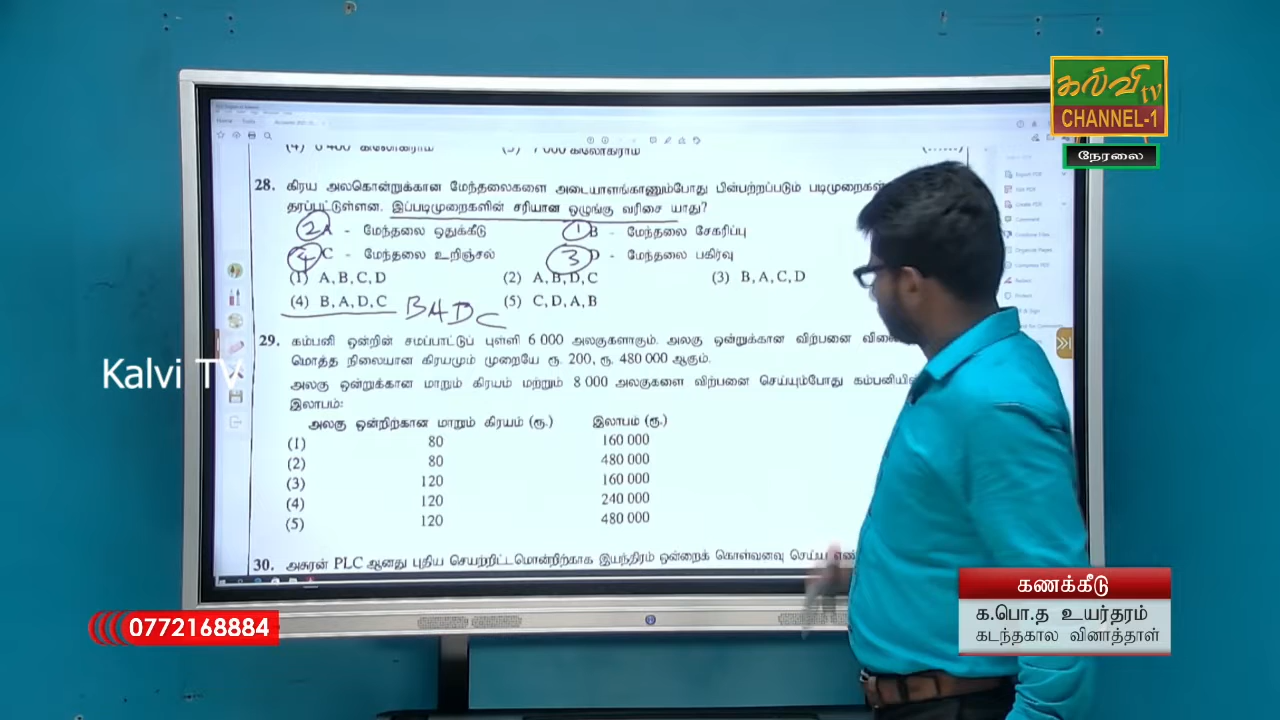 கல்வி tv
CHANNEL-1
நேரலை
28. கிரய அலகொன்றுக்கான மேந்தலைகளை அடையாளங்காணும்போது பின்பற்றப்படும் படிமுறைகள்
தரப்பட்டுள்ளன. இப்படிமுறைகளின் சரியான ஒழுங்கு வரிசை யாது?
2 A - மேந்தலை ஒதுக்கீடு 1 B - மேந்தலை சேகரிப்பு
4 C - மேந்தலை உறிஞ்சல் 3 D - மேந்தலை பகிர்வு
(1) A, B, C, D (2) A, B, D, C (3) B, A, C, D
(4) B, A, D, C BADC (5) C, D, A, B
29. கம்பனி ஒன்றின் சமப்பாட்டுப் புள்ளி 6 000 அலகுகளாகும். அலகு ஒன்றுக்கான விற்பனை
மொத்த நிலையான கிரயமும் முறையே ரூ. 200, ரூ. 480 000 ஆகும்.
அலகு ஒன்றுக்கான மாறும் கிரயம் மற்றும் 8 000 அலகுகளை விற்பனை செய்யும்போது
இலாபம்:
அலகு ஒன்றிற்கான மாறும் கிரயம் (ரூ.) இலாபம் (ரூ.)
(1) 80 160 000
(2) 80 480 000
(3) 120 160 000
(4) 120 240 000
(5) 120 480 000
30. அசுரன் PLC ஆனது புதிய செயற்றிட்டமொன்றிற்காக இயந்திரம் ஒன்றைக் கொள்வனவு செய்ய
Kalvi TV
0772168884
கணக்கீடு
க.பொ.த உயர்தரம்
கடந்தகால வினாத்தாள்